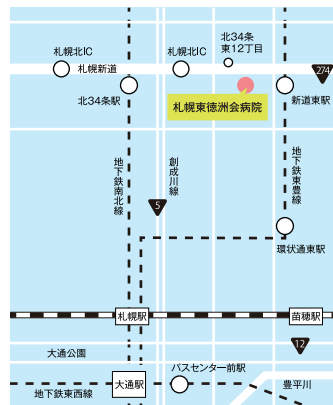 札幌北IC
札幌北IC
北34条
東12丁目
札幌新道
274
北34条駅
札幌東徳洲会病院
新道東駅
地下鉄南北線
創成川線
地下鉄東豊線
5
環状通東駅
札幌駅
苗穂駅
12
大通公園
バスセンター前駅
大通駅
地下鉄東西線
豊平川